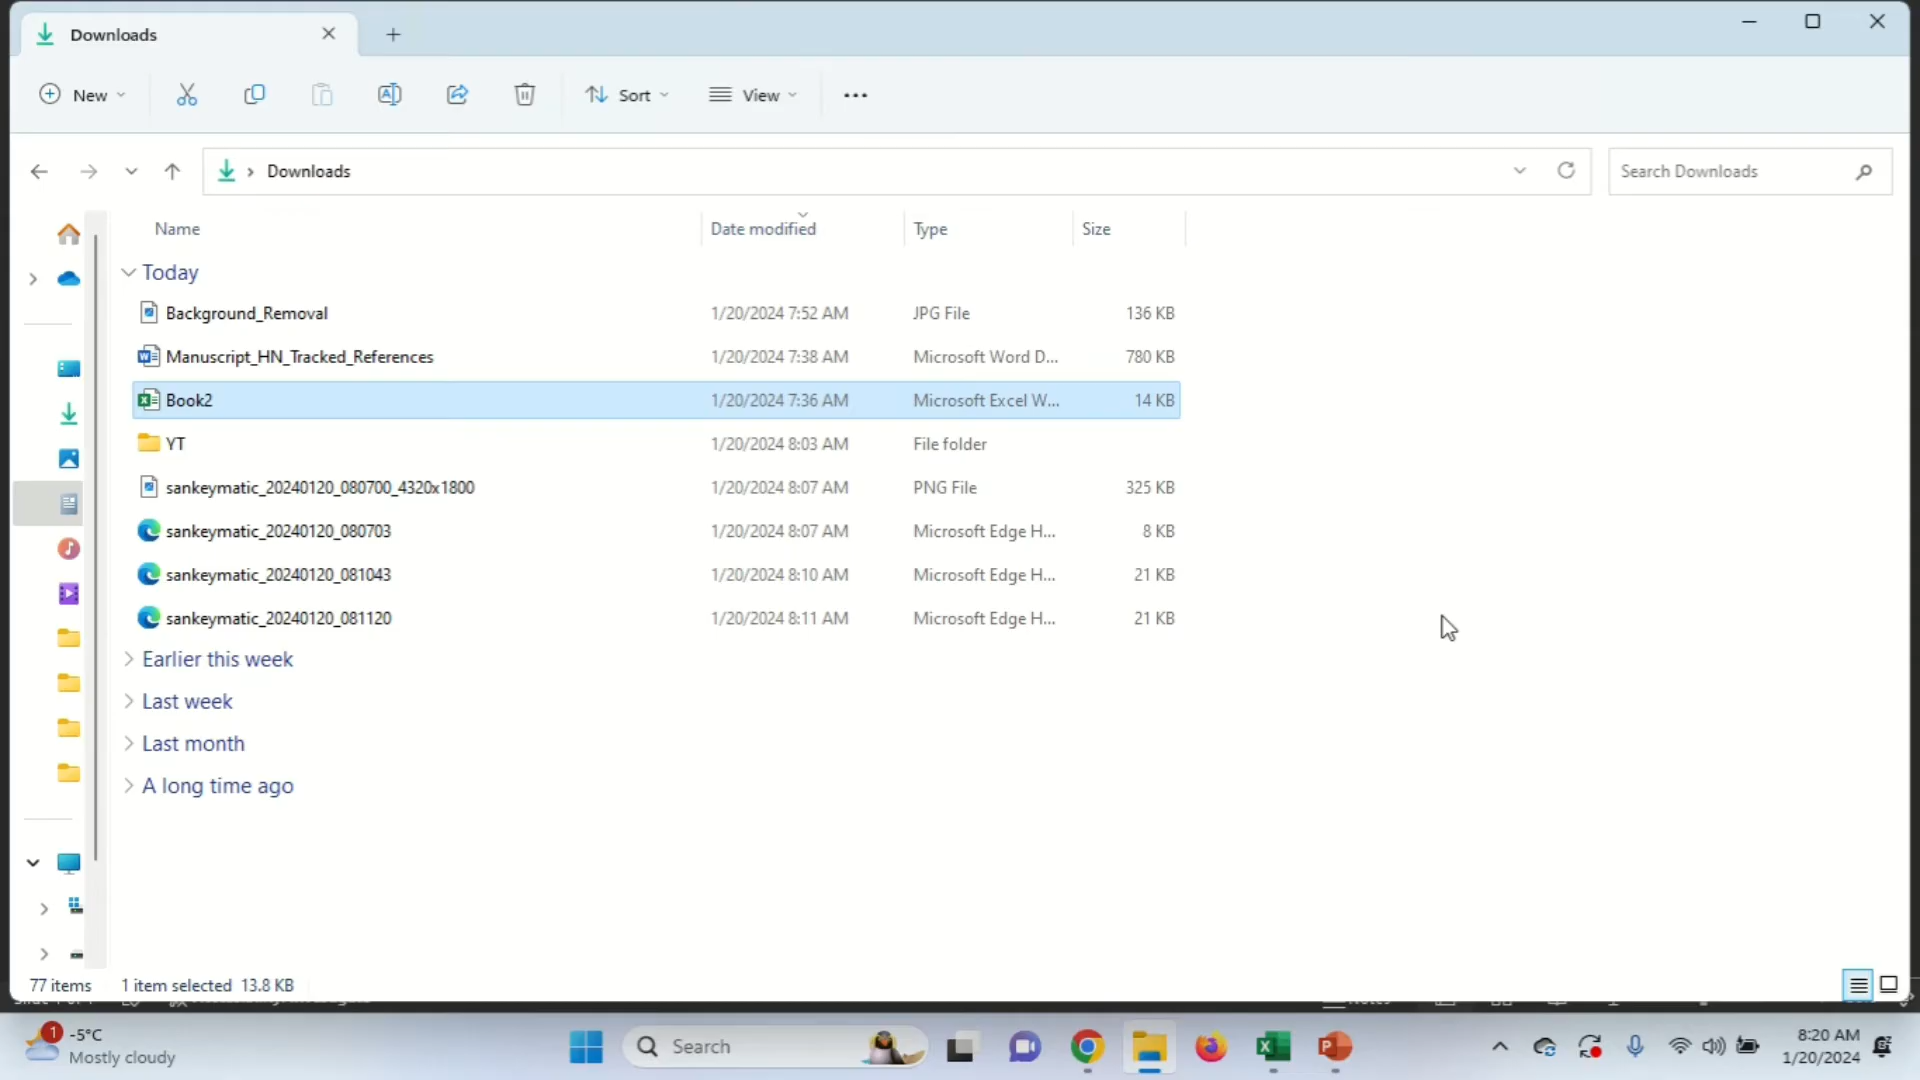 Downloads
New
Sort
View
Downloads
Search Downloads
Name Date modified Type Size
Today
Background_Removal 1/20/2024 7:52 AM JPG File 136 KB
Manuscript_HN_Tracked_References 1/20/2024 7:38 AM Microsoft Word D... 780 KB
Book2 1/20/2024 7:36 AM Microsoft Excel W... 14 KB
YT 1/20/2024 8:03 AM File folder
sankeymatic_20240120_080700_4320x1800 1/20/2024 8:07 AM PNG File 325 KB
sankeymatic_20240120_080703 1/20/2024 8:07 AM Microsoft Edge H... 8 KB
sankeymatic_20240120_081043 1/20/2024 8:10 AM Microsoft Edge H... 21 KB
sankeymatic_20240120_081120 1/20/2024 8:11 AM Microsoft Edge H... 21 KB
Earlier this week
Last week
Last month
A long time ago
77 items 1 item selected 13.8 KB
1 -5°C
Mostly cloudy
Search
8:20 AM
1/20/2024